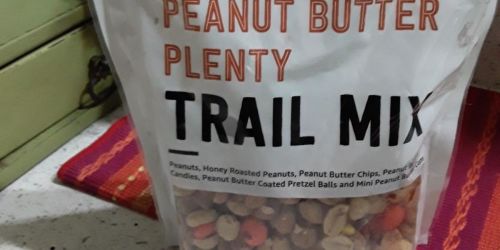 PEANUT BUTTER
PLENTY
TRAIL MIX
Peanuts, Honey Roasted Peanuts, Peanut Butter Chips, Peanut
Candies, Peanut Butter Coated Pretzel Balls and Mini Peanut